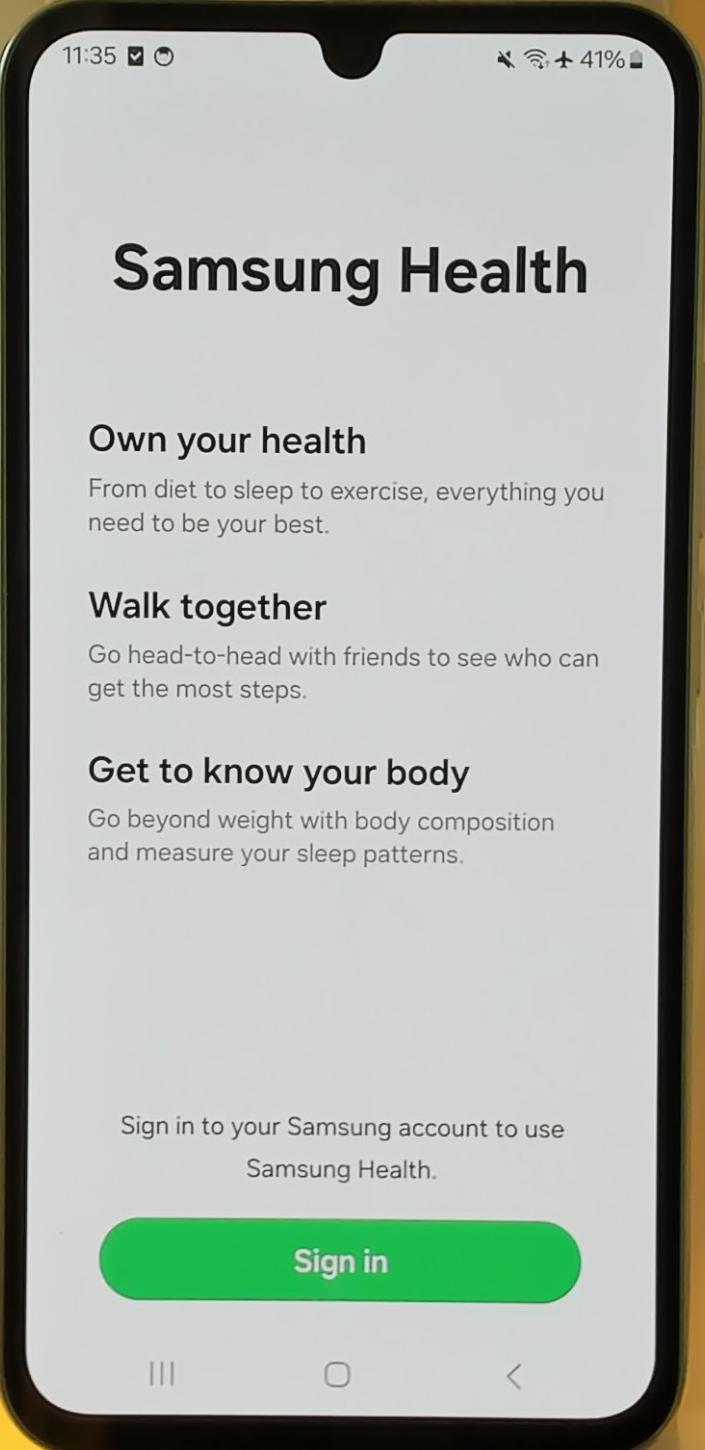 11:35 41%
Samsung Health
Own your health
From diet to sleep to exercise, everything you
need to be your best.
Walk together
Go head-to-head with friends to see who can
get the most steps.
Get to know your body
Go beyond weight with body composition
and measure your sleep patterns.
Sign in to your Samsung account to use
Samsung Health.
Sign in